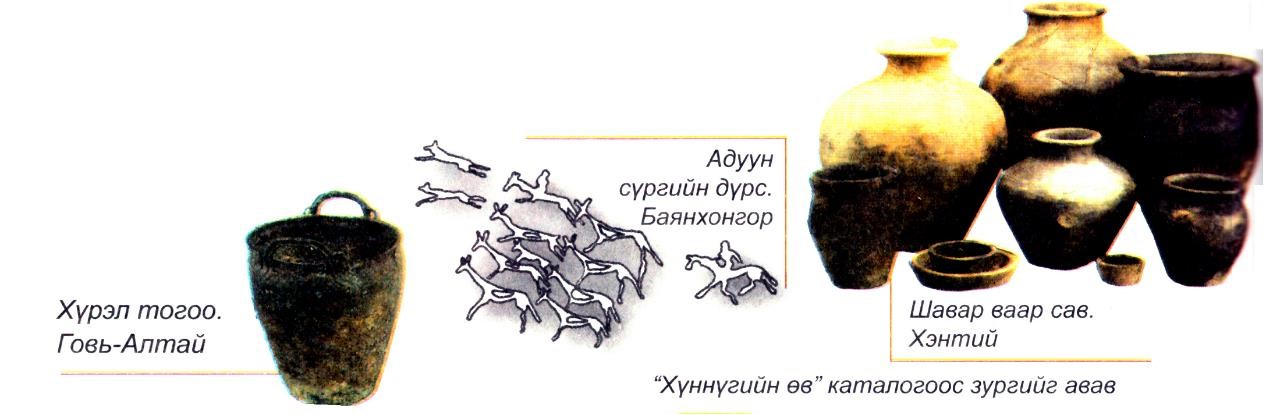 Хүрэл тогоо.
Говь-Алтай
Адуун
сүргийн дүрс.
Баянхонгор
Шавар ваар сав.
Хэнтий
“Хүннүгийн өв” каталогоос зургийг авав